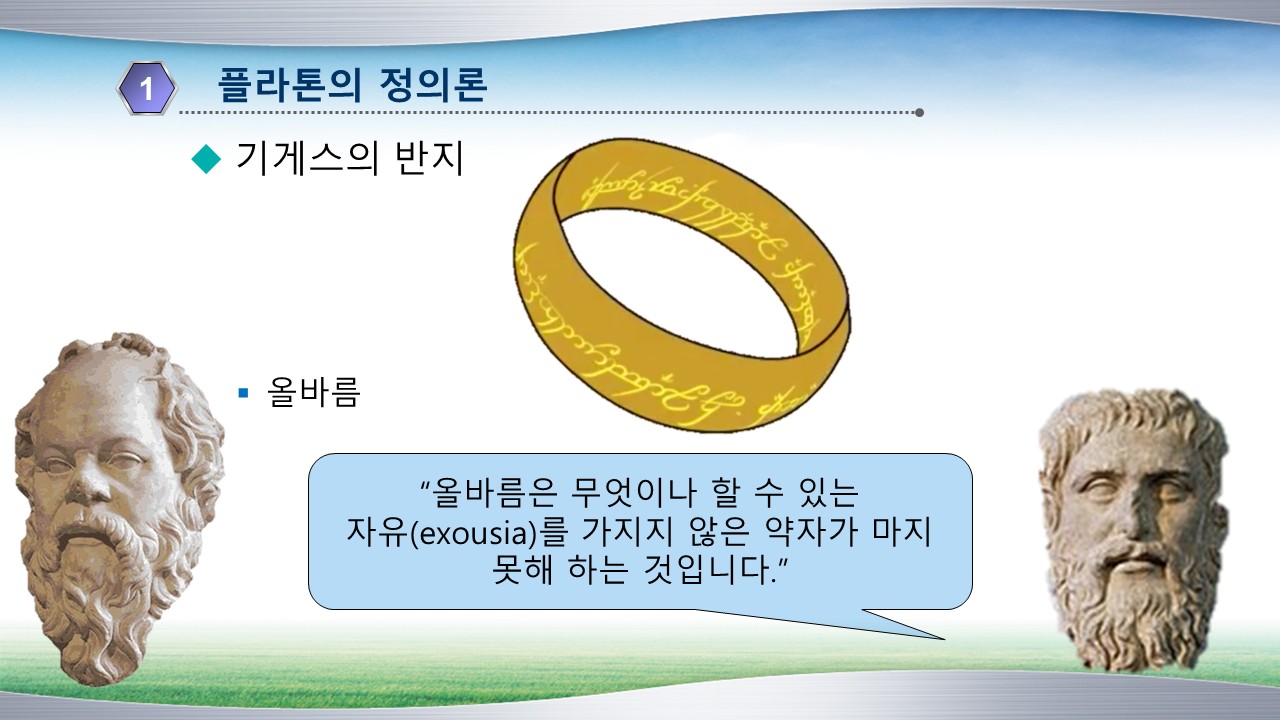 1
플라톤의 정의론
기게스의 반지
올바름
“올바름은 무엇이나 할 수 있는
자유(exousia)를 가지지 않은 약자가 마지
못해 하는 것입니다.”